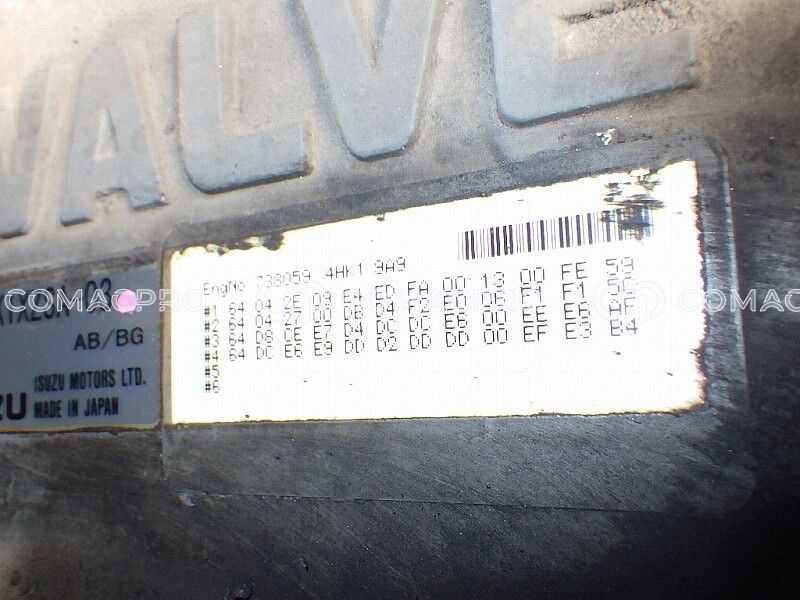 VALVE
EngNo 738059 4HK1 9A9
#1 64 04 2E 09 E4 ED FA 00 13 00 FE 59
#2 64 04 27 00 DB D4 F2 E0 06 F1 F1
#3 64 D8 CE E7 D4 DC DC E8 00 EE E6 AF
#4 64 DC E6 E9 DD D2 DD DD 00 EF E3 B4
#5
#6
03
AB/BG
ISUZU MOTORS LTD.
MADE IN JAPAN
COMACPRO
COMACPRO